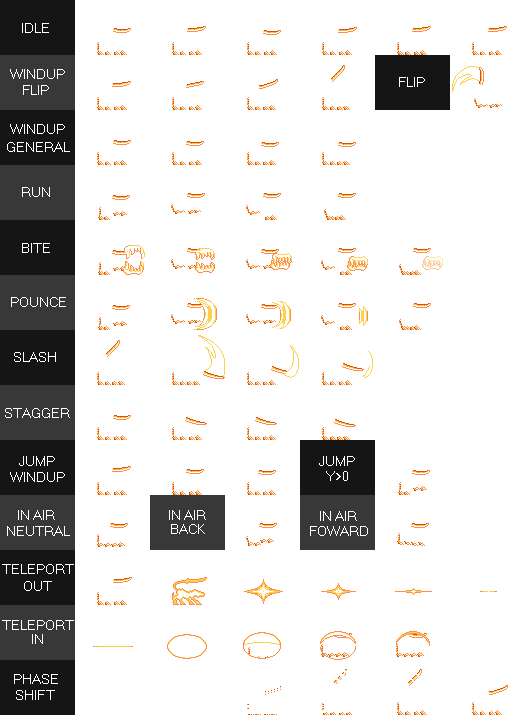 IDLE
WINDUP
FLIP
FLIP
WINDUP
GENERAL
RUN
BITE
POUNCE
SLASH
STAGGER
JUMP
WINDUP
JUMP
Y>0
IN AIR
NEUTRAL
IN AIR
BACK
IN AIR
FOWARD
TELEPORT
OUT
TELEPORT
IN
PHASE
SHIFT